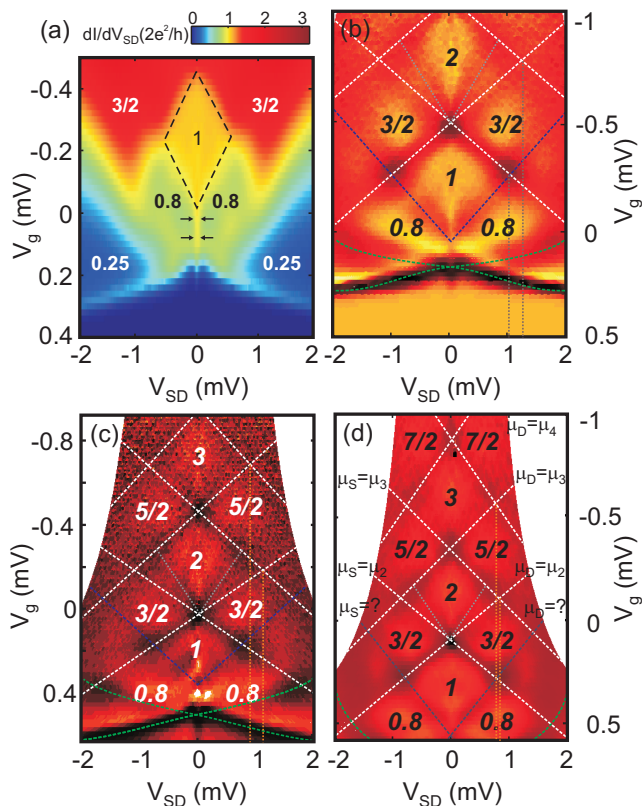 (a) dI/dV_SD(2e²/h) 0 1 2 3
3/2 3/2
1
0.8 0.8
0.25 0.25
-0.4
-0.2
0
0.2
0.4
V_g (mV)
-2 -1 0 1 2
V_SD (mV)
(b)
2
3/2 3/2
1
0.8 0.8
-1
-0.5
0
0.5
V_g (mV)
-2 -1 0 1 2
V_SD (mV)
(c)
3
5/2 5/2
2
3/2 3/2
1
0.8 0.8
-0.8
-0.4
0
0.4
V_g (mV)
-2 -1 0 1 2
V_SD (mV)
(d)
7/2 7/2 μ_D=μ_4
μ_S=μ_3 3 μ_D=μ_3
5/2 5/2
μ_S=μ_2 2 μ_D=μ_2
μ_S=? μ_D=?
3/2 3/2
1
0.8 0.8
-1
-0.5
0
0.5
V_g (mV)
-2 -1 0 1 2
V_SD (mV)